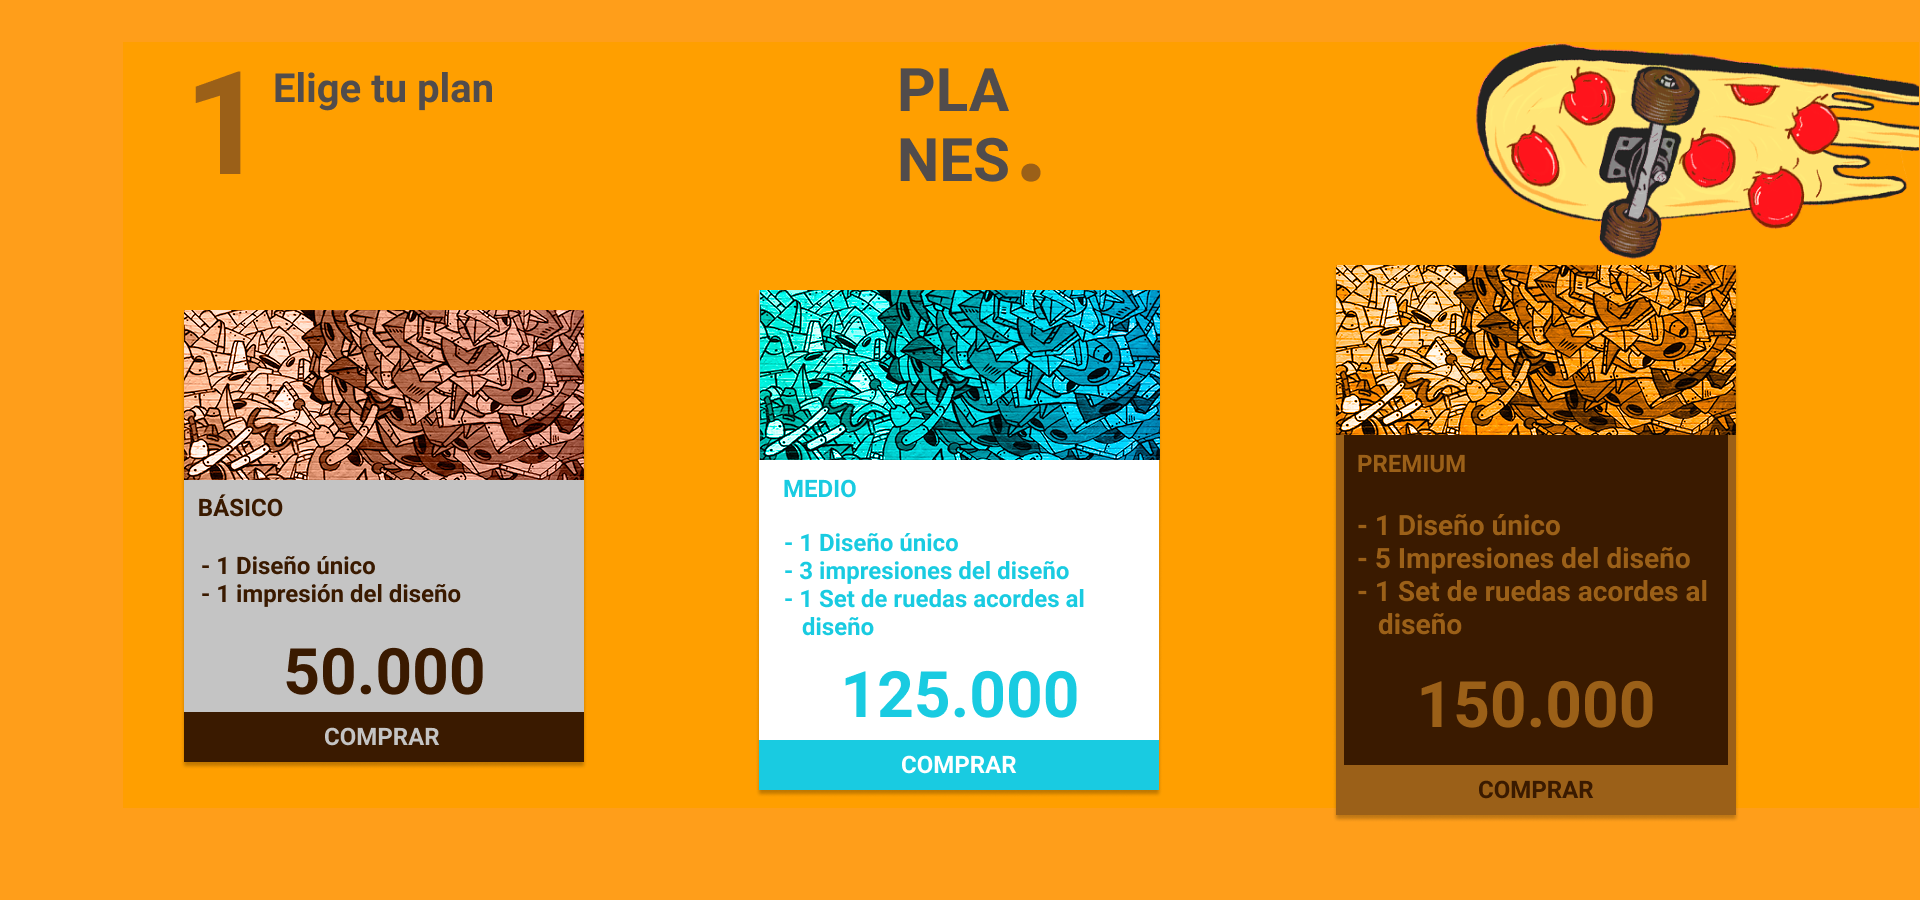 1
Elige tu plan
PLA
NES.
BÁSICO
- 1 Diseño único
- 1 impresión del diseño
50.000
COMPRAR
MEDIO
- 1 Diseño único
- 3 impresiones del diseño
- 1 Set de ruedas acordes al
diseño
125.000
COMPRAR
PREMIUM
- 1 Diseño único
- 5 Impresiones del diseño
- 1 Set de ruedas acordes al
diseño
150.000
COMPRAR